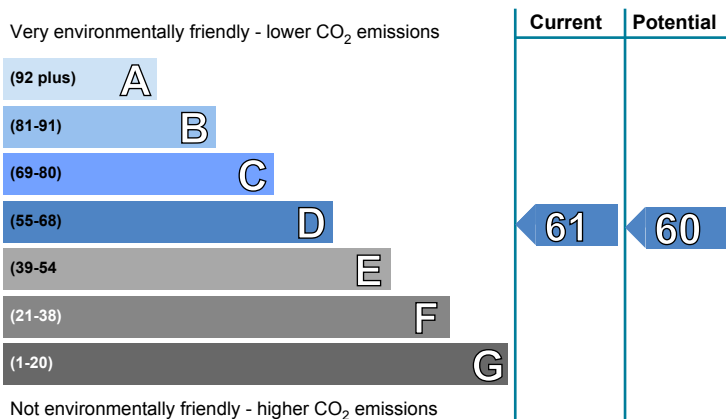 Current Potential
Very environmentally friendly - lower CO2 emissions
(92 plus) A
(81-91) B
(69-80) C
(55-68) D 61 60
(39-54 E
(21-38) F
(1-20) G
Not environmentally friendly - higher CO2 emissions